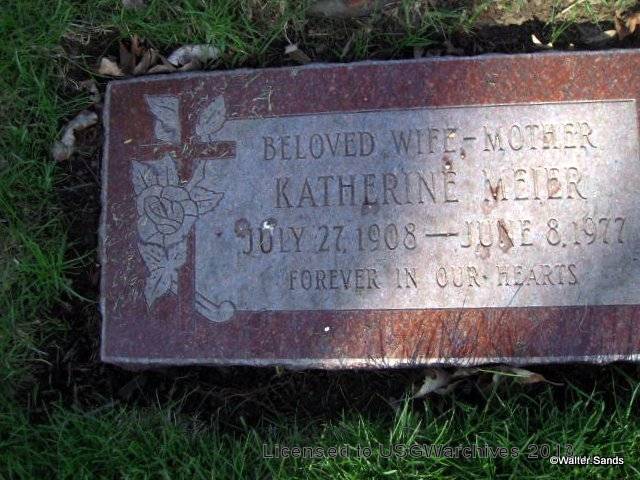 BELOVED WIFE - MOTHER
KATHERINE MEIER
JULY 27, 1908 — JUNE 8, 1977
FOREVER IN OUR HEARTS
Licensed to USGWarchives 2013
©Walter Sands